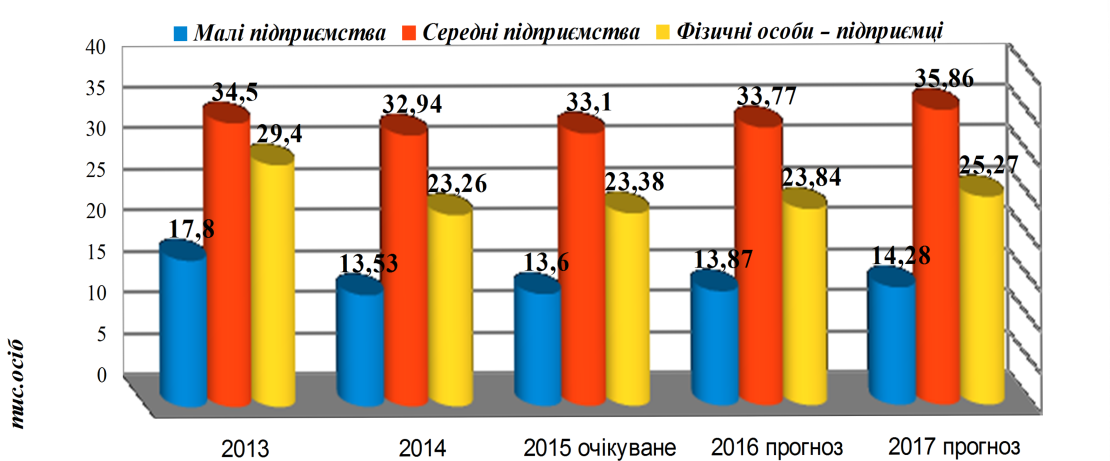 Малі підприємства Середні підприємства Фізичні особи – підприємці
40
35
30
25
20
15
10
5
0
17,8 34,5 29,4
13,53 32,94 23,26
13,6 33,1 23,38
13,87 33,77 23,84
14,28 35,86 25,27
тис.осіб
2013 2014 2015 очікуване 2016 прогноз 2017 прогноз